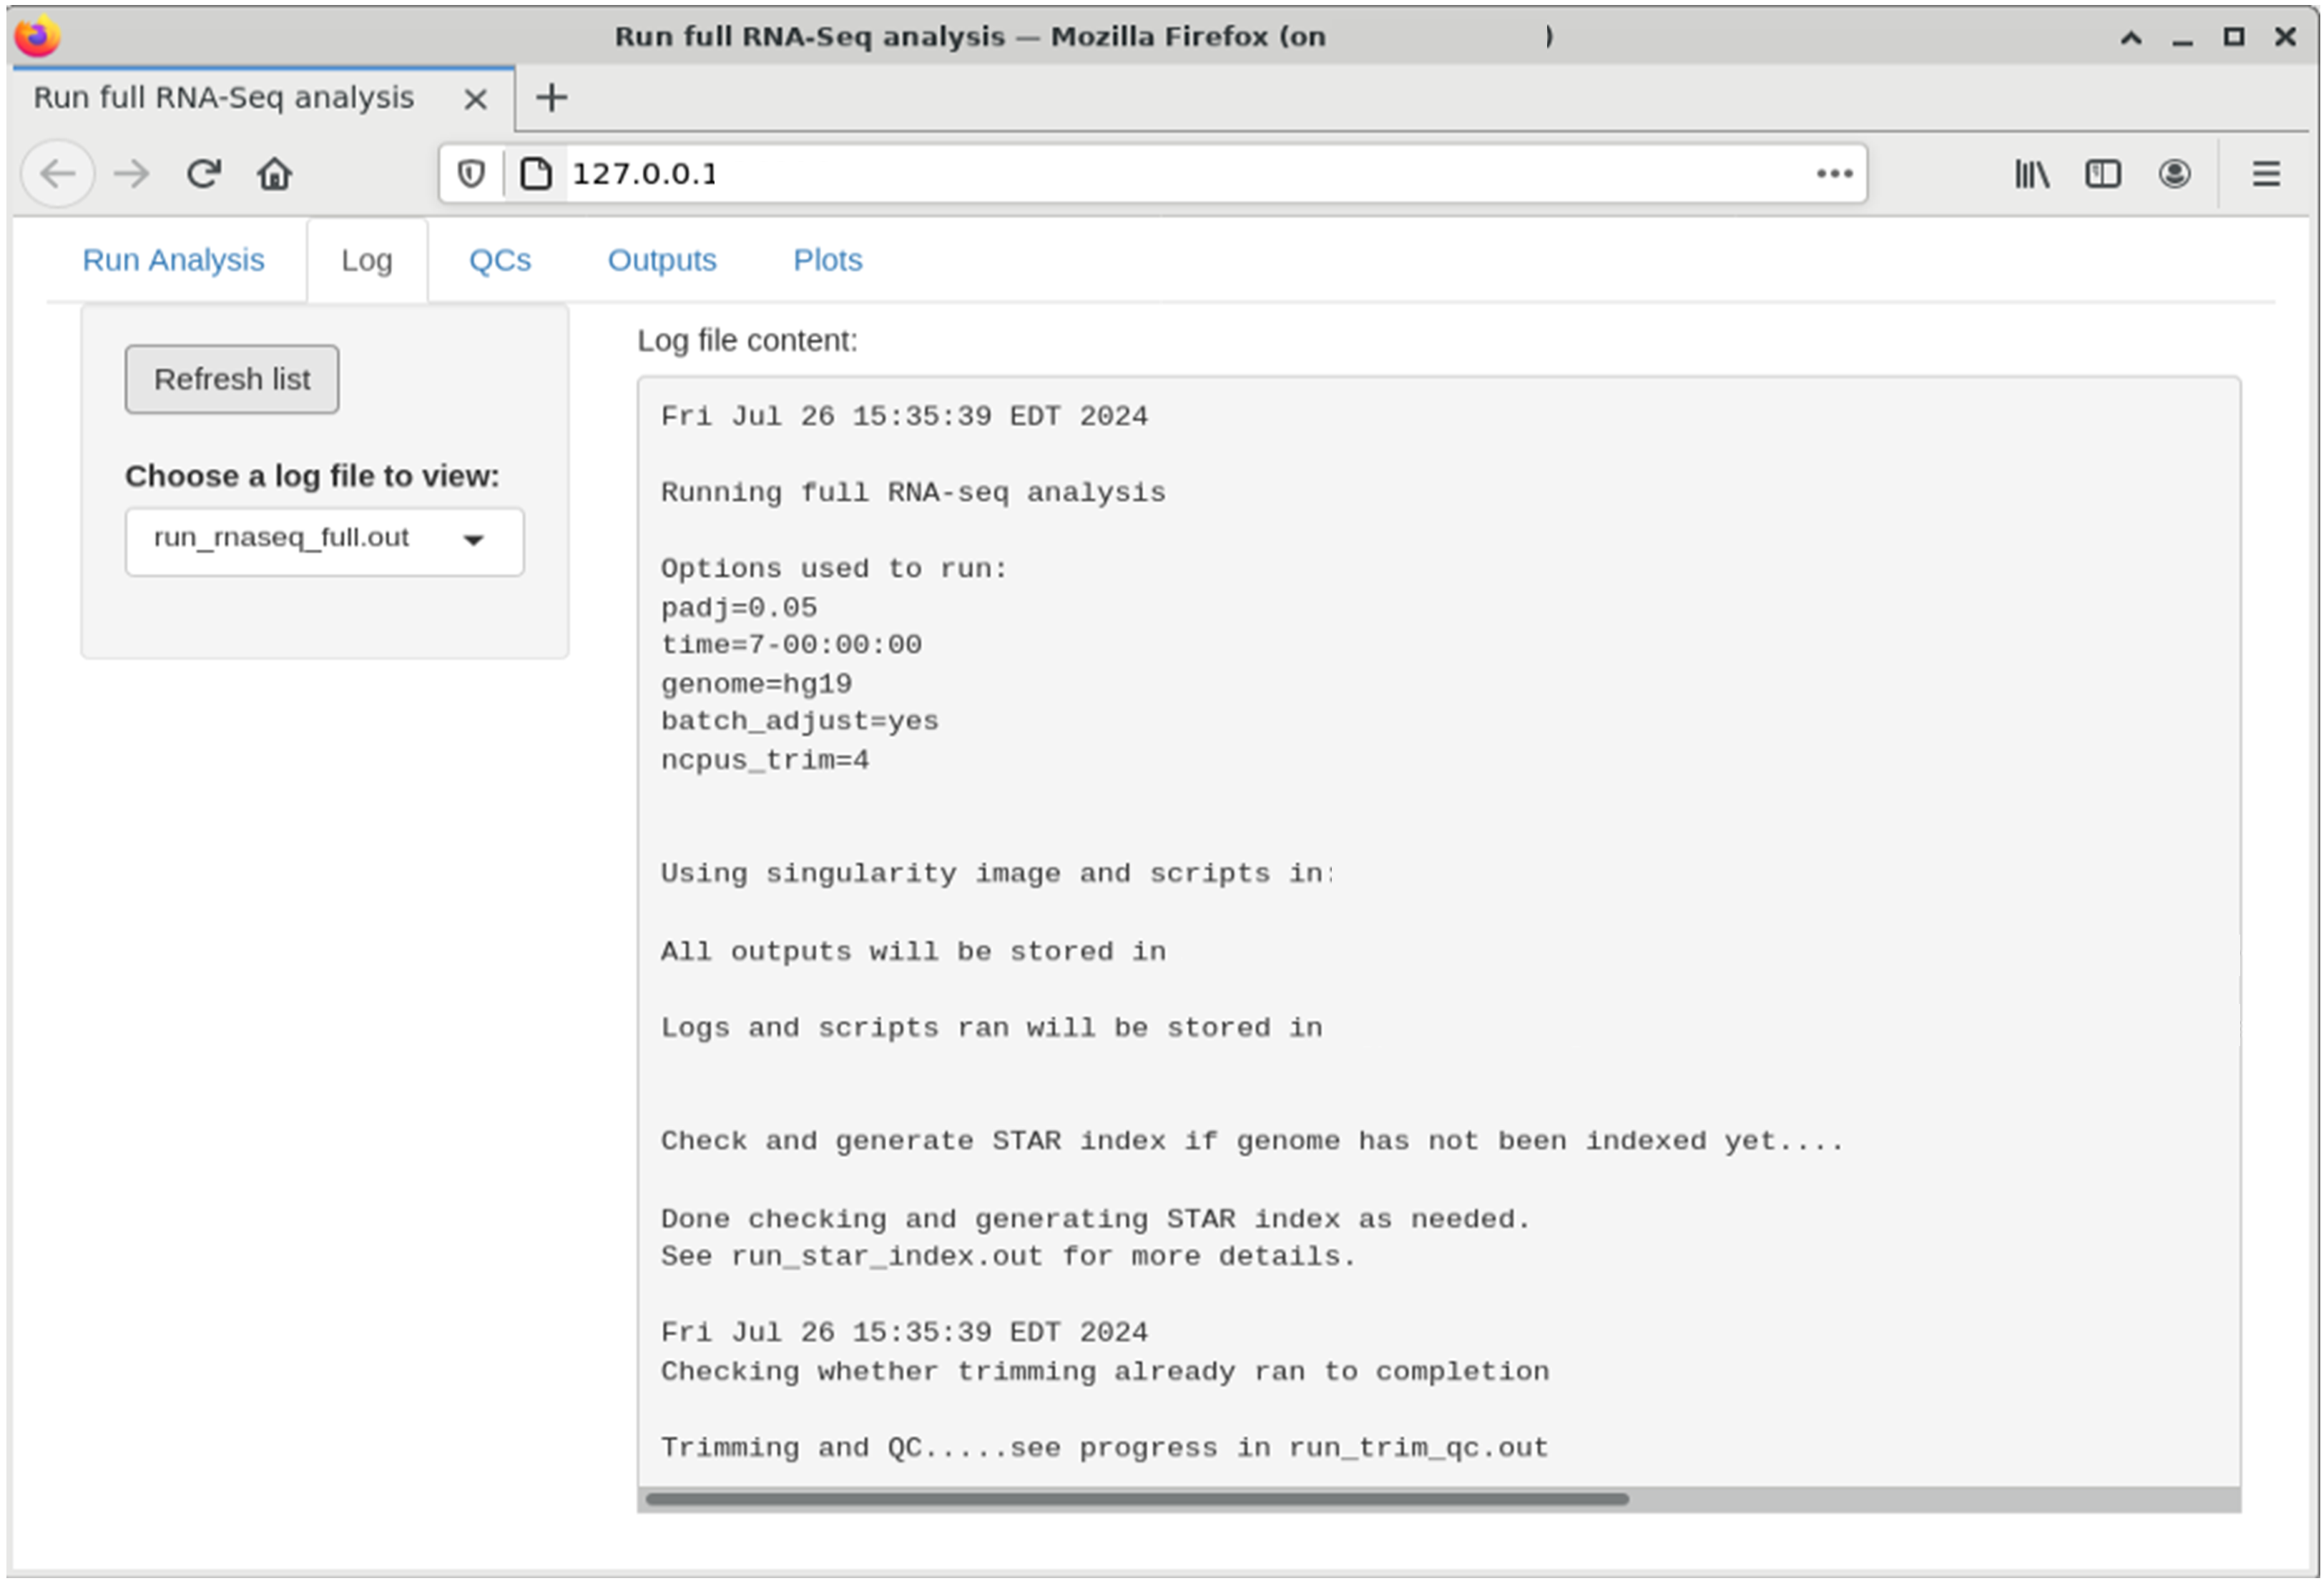 Run full RNA-Seq analysis — Mozilla Firefox (on )
Run full RNA-Seq analysis
127.0.0.1
Run Analysis Log QCs Outputs Plots
Refresh list
Choose a log file to view:
run_rnaseq_full.out
Log file content:
Fri Jul 26 15:35:39 EDT 2024
Running full RNA-seq analysis
Options used to run:
padj=0.05
time=7-00:00:00
genome=hg19
batch_adjust=yes
ncpus_trim=4
Using singularity image and scripts in:
All outputs will be stored in
Logs and scripts ran will be stored in
Check and generate STAR index if genome has not been indexed yet....
Done checking and generating STAR index as needed.
See run_star_index.out for more details.
Fri Jul 26 15:35:39 EDT 2024
Checking whether trimming already ran to completion
Trimming and QC.....see progress in run_trim_qc.out